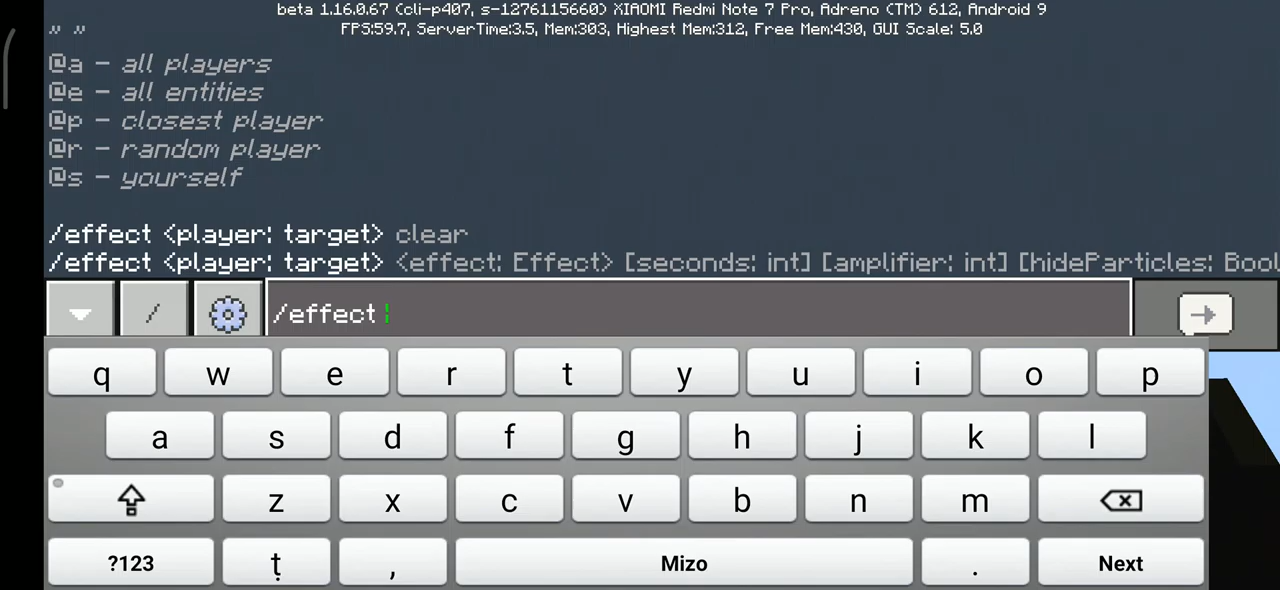 beta 1.16.0.67 (cli-p407, s-1276115660) XIAOMI Redmi Note 7 Pro, Adreno (TM) 612, Android 9
FPS:59.7, ServerTime:3.5, Mem:303, Highest Mem:312, Free Mem:430, GUI Scale: 5.0
" "
@a - all players
@e - all entities
@p - closest player
@r - random player
@s - yourself
/effect <player: target> clear
/effect <player: target> <effect: Effect> [seconds: int] [amplifier: int] [hideParticles: Bool
/ /effect
q w e r t y u i o p
a s d f g h j k l
z x c v b n m
?123 ṭ , Mizo . Next